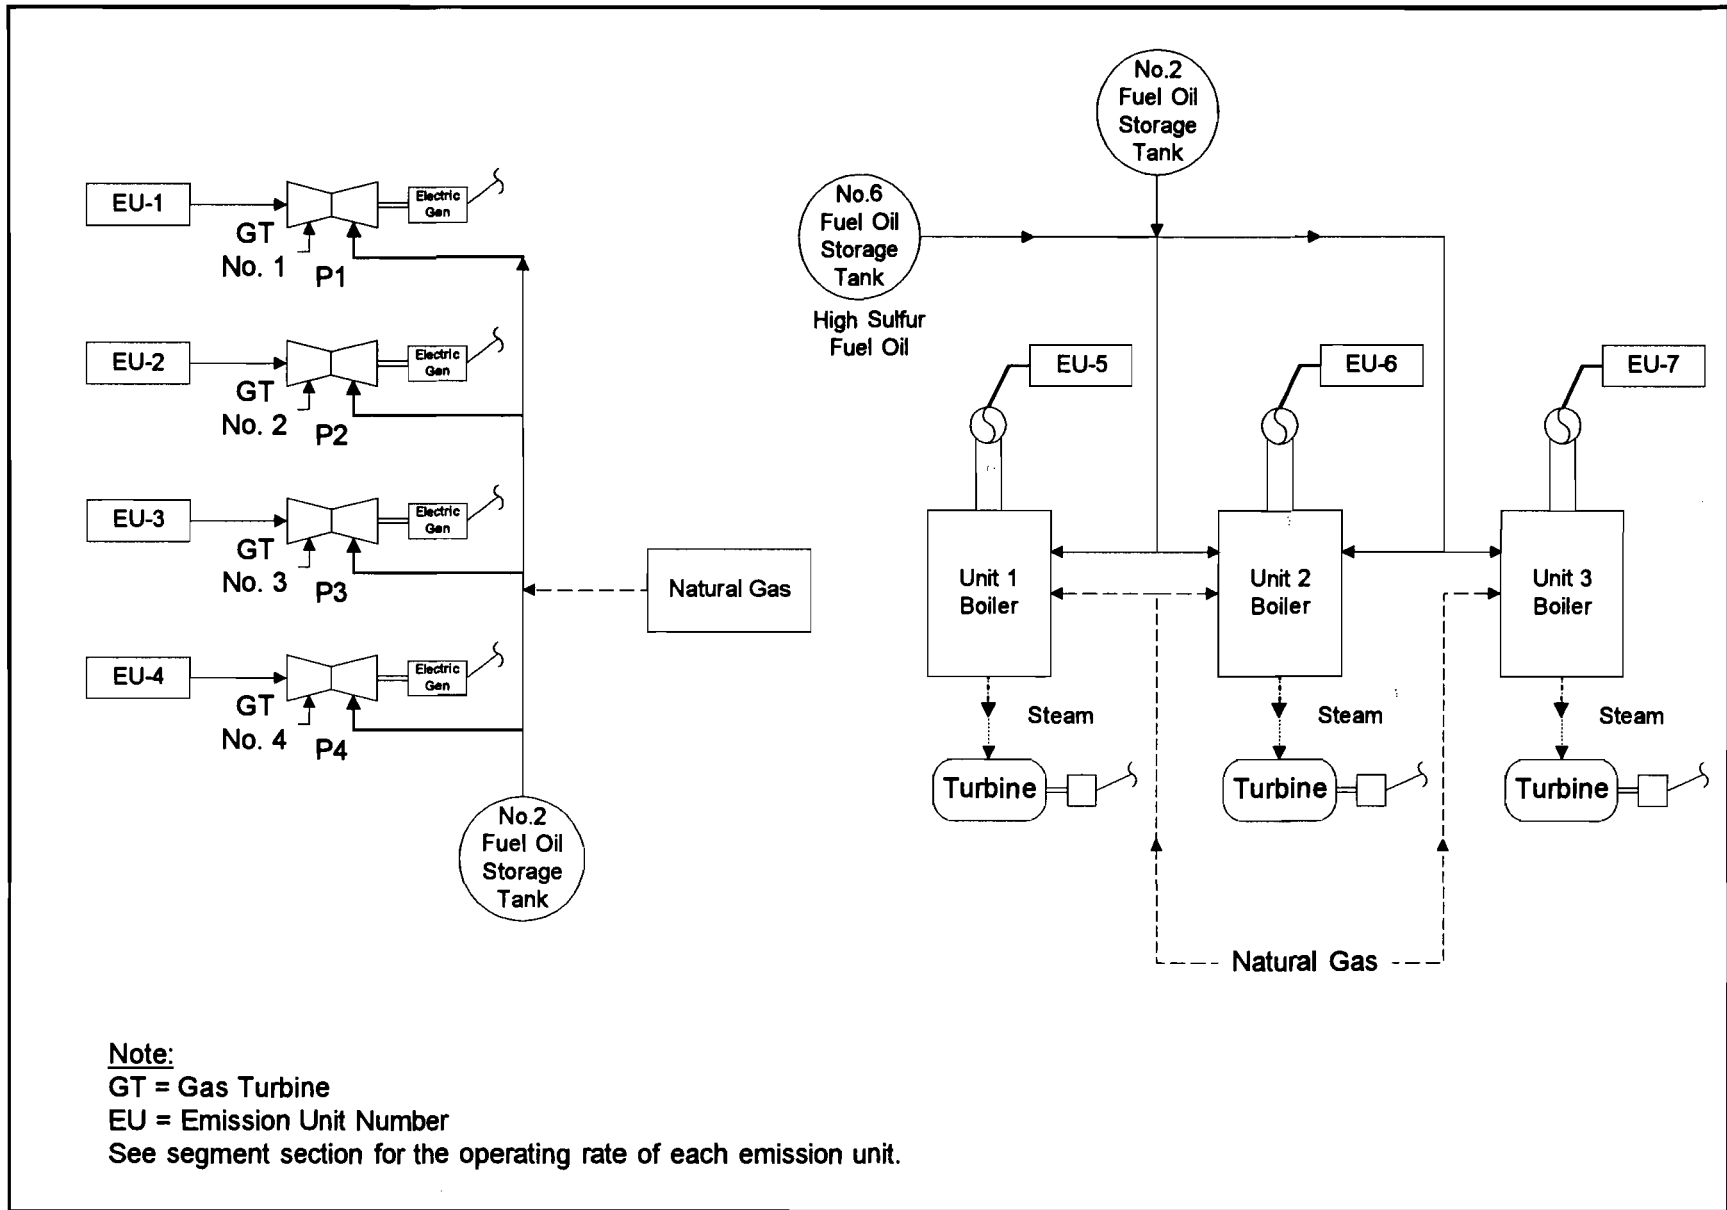 EU-1
GT
No. 1
P1
Electric
Gen
EU-2
GT
No. 2
P2
Electric
Gen
EU-3
GT
No. 3
P3
Electric
Gen
EU-4
GT
No. 4
P4
Electric
Gen
Natural Gas
No.2
Fuel Oil
Storage
Tank
No.2
Fuel Oil
Storage
Tank
No.6
Fuel Oil
Storage
Tank
High Sulfur
Fuel Oil
EU-5
EU-6
EU-7
Unit 1
Boiler
Unit 2
Boiler
Unit 3
Boiler
Steam
Steam
Steam
Turbine
Turbine
Turbine
Natural Gas
Note:
GT = Gas Turbine
EU = Emission Unit Number
See segment section for the operating rate of each emission unit.